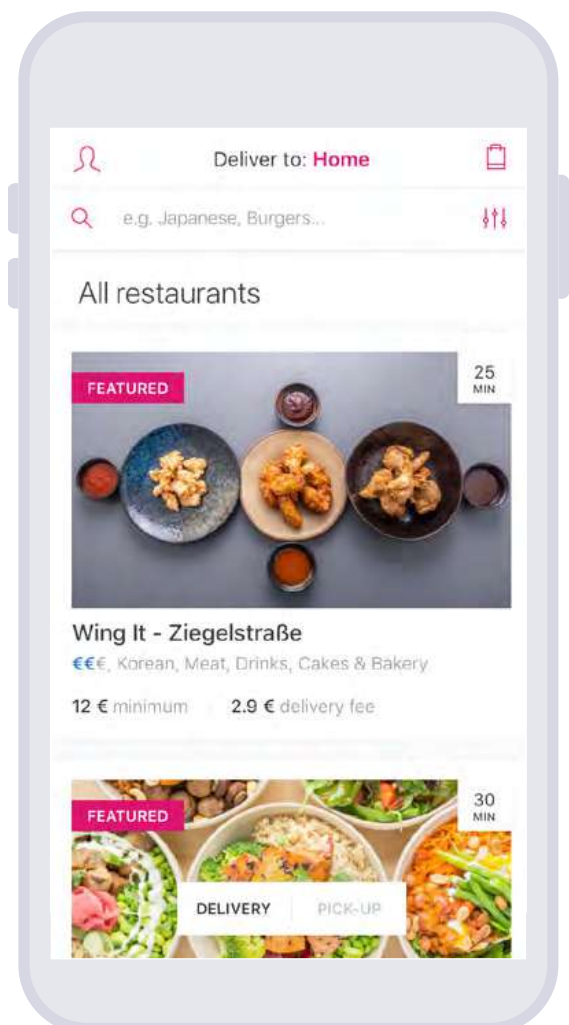 Deliver to: Home
e.g. Japanese, Burgers...
All restaurants
FEATURED
25
MIN
Wing It - Ziegelstraße
€€€, Korean, Meat, Drinks, Cakes & Bakery
12 € minimum 2.9 € delivery fee
FEATURED
30
MIN
DELIVERY PICK-UP